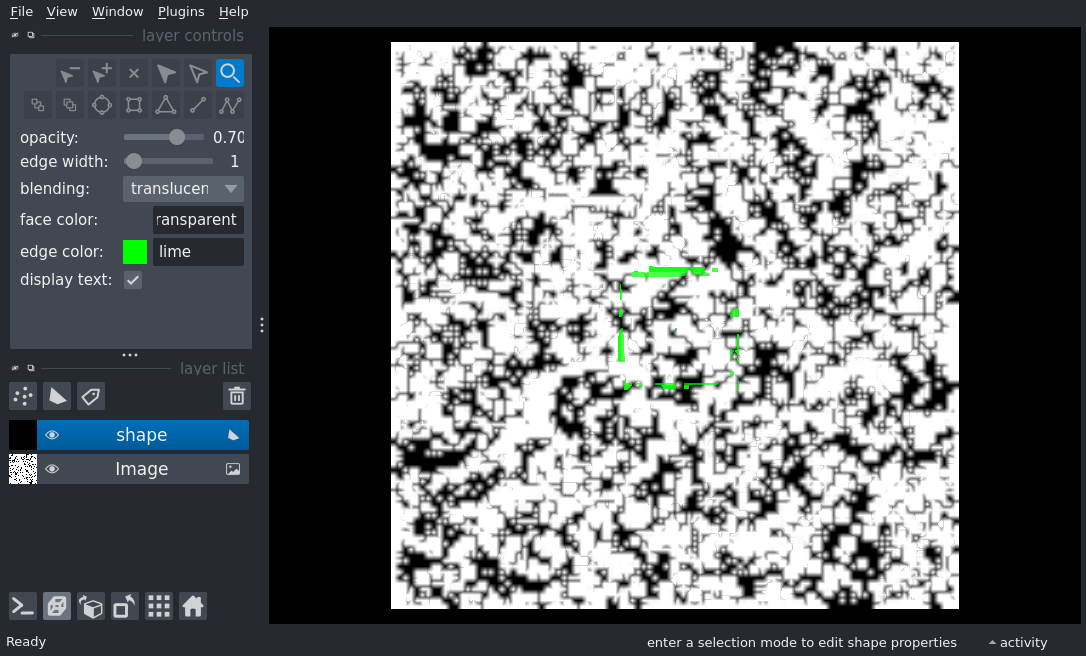 File View Window Plugins Help
layer controls
opacity: 0.70
edge width: 1
blending: translucen
face color: ransparent
edge color: lime
display text:
layer list
shape
Image
Ready enter a selection mode to edit shape properties activity